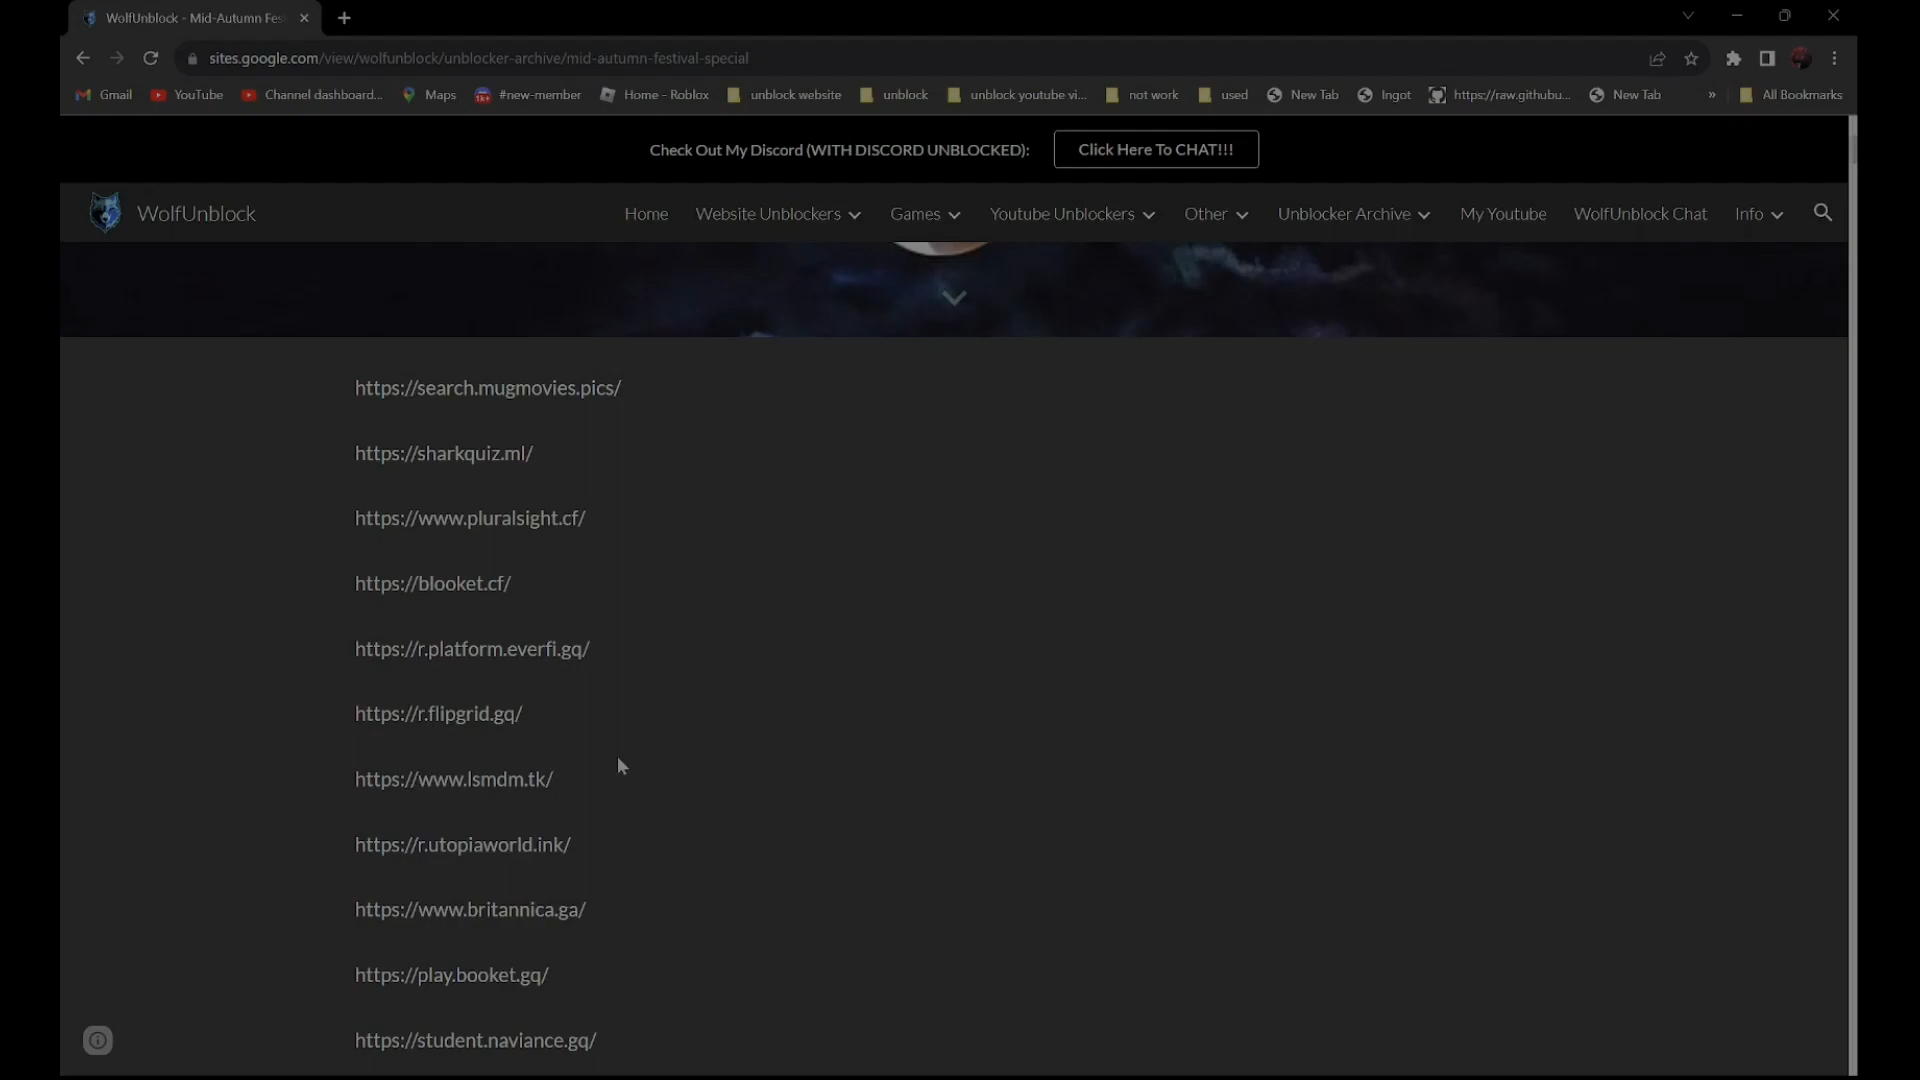 WolfUnblock - Mid-Autumn Fes
sites.google.com/view/wolfunblock/unblocker-archive/mid-autumn-festival-special
Gmail YouTube Channel dashboard... Maps #new-member Home - Roblox unblock website unblock unblock youtube vi... not work used New Tab Ingot https://raw.githubu... New Tab » All Bookmarks
Check Out My Discord (WITH DISCORD UNBLOCKED): Click Here To CHAT!!!
WolfUnblock Home Website Unblockers Games Youtube Unblockers Other Unblocker Archive My Youtube WolfUnblock Chat Info
https://search.mugmovies.pics/
https://sharkquiz.ml/
https://www.pluralsight.cf/
https://blooket.cf/
https://r.platform.everfi.gq/
https://r.flipgrid.gq/
https://www.lsmdm.tk/
https://r.utopiaworld.ink/
https://www.britannica.ga/
https://play.booket.gq/
https://student.naviance.gq/